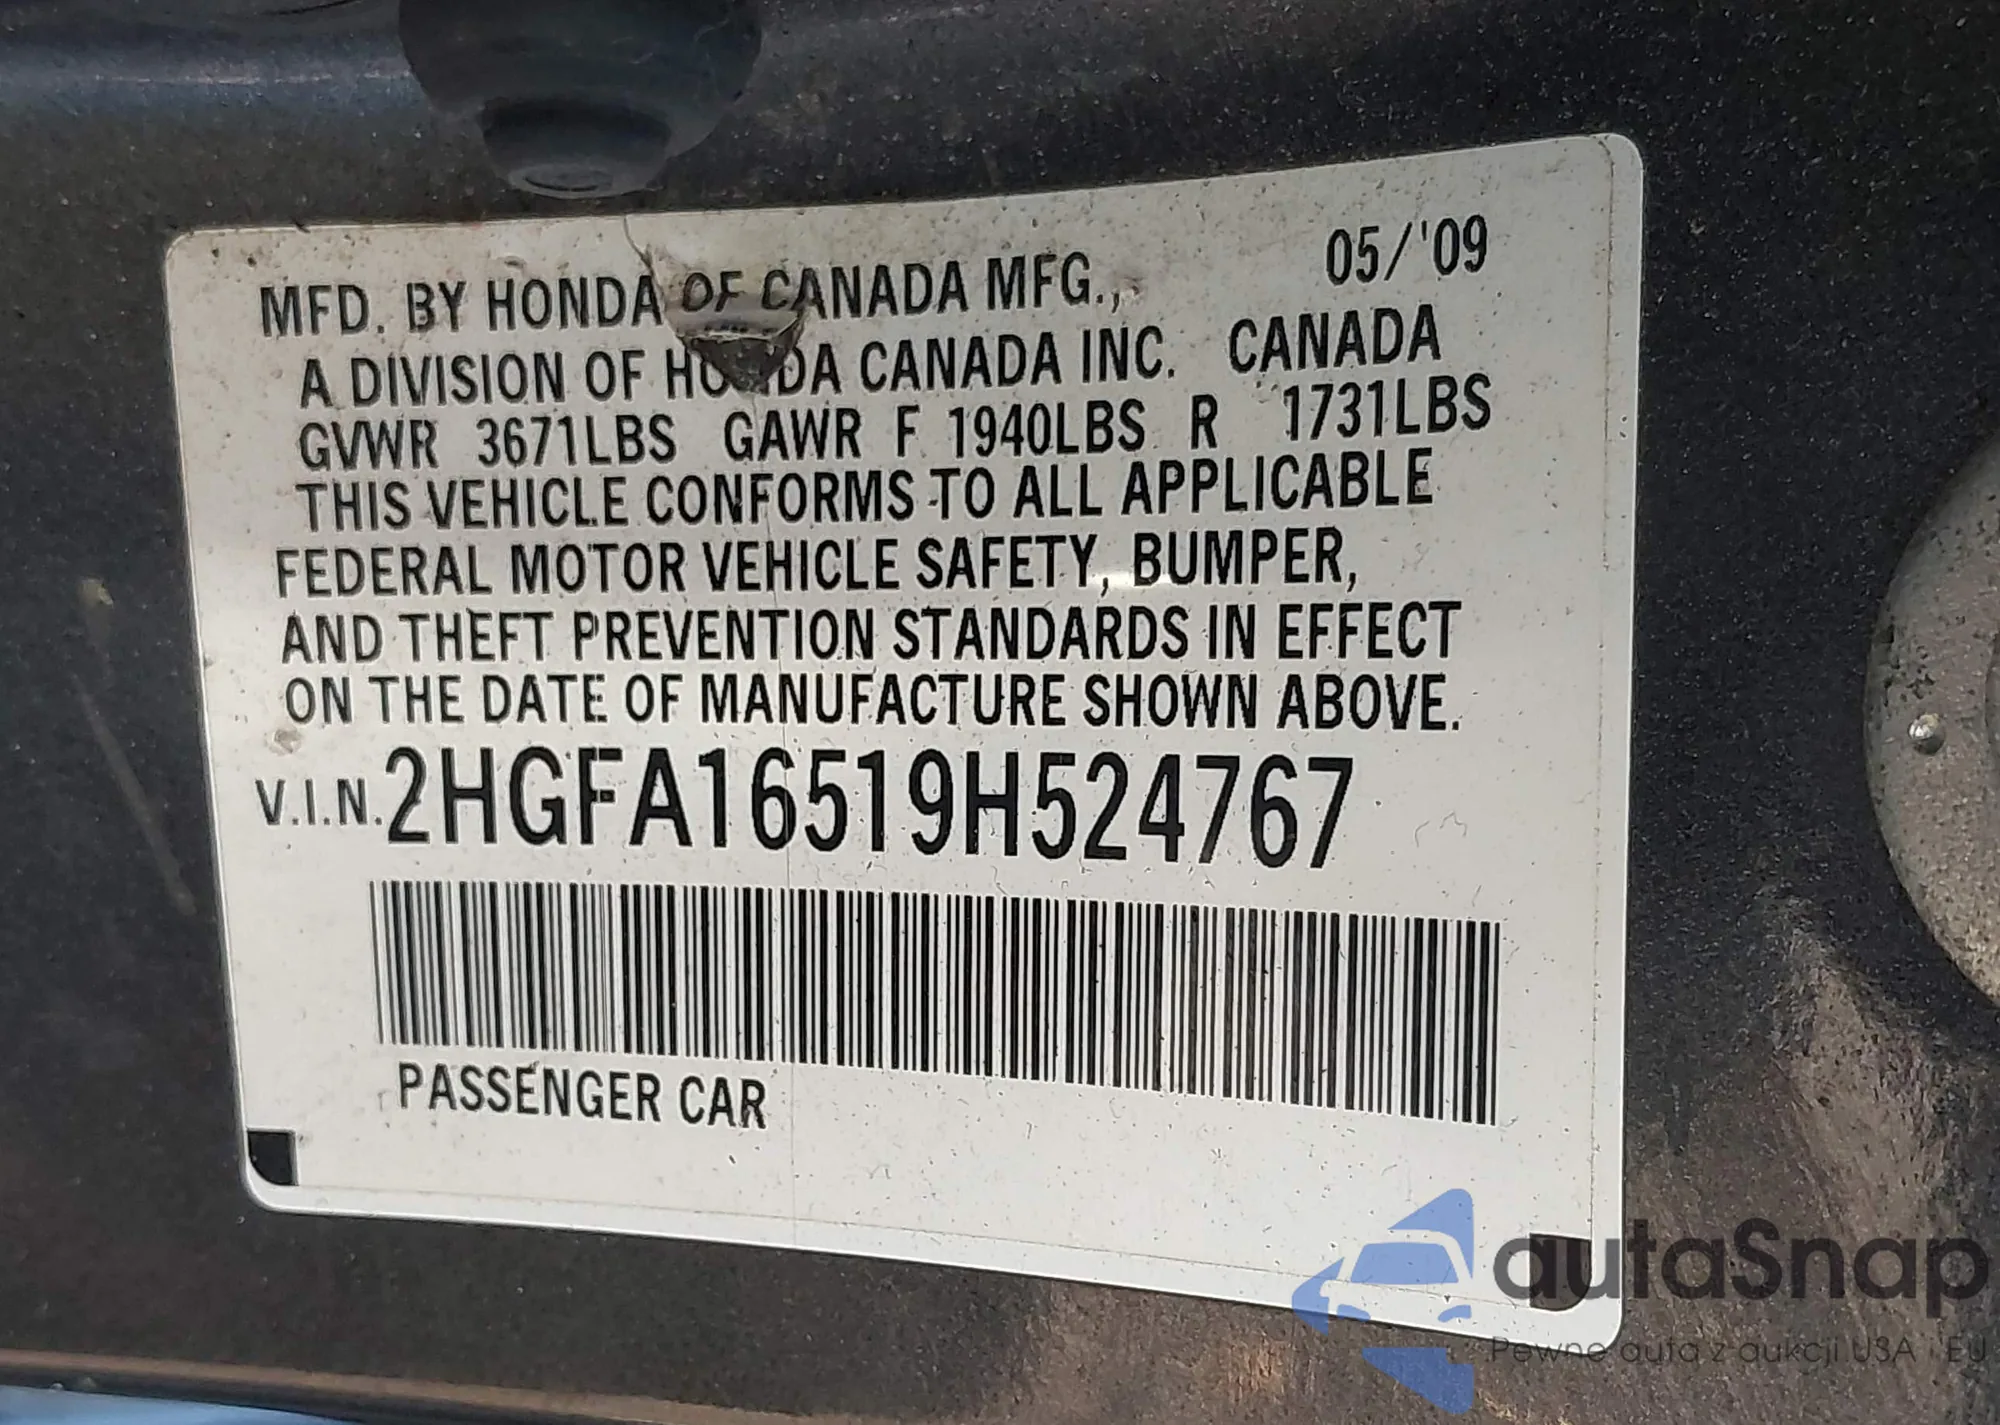 05/'09
MFD. BY HONDA OF CANADA MFG.,
A DIVISION OF HONDA CANADA INC. CANADA
GVWR 3671LBS GAWR F 1940LBS R 1731LBS
THIS VEHICLE CONFORMS TO ALL APPLICABLE
FEDERAL MOTOR VEHICLE SAFETY, BUMPER,
AND THEFT PREVENTION STANDARDS IN EFFECT
ON THE DATE OF MANUFACTURE SHOWN ABOVE.
V.I.N. 2HGFA16519H524767
PASSENGER CAR
autaSnap
Pewne auta z aukcji USA i EU